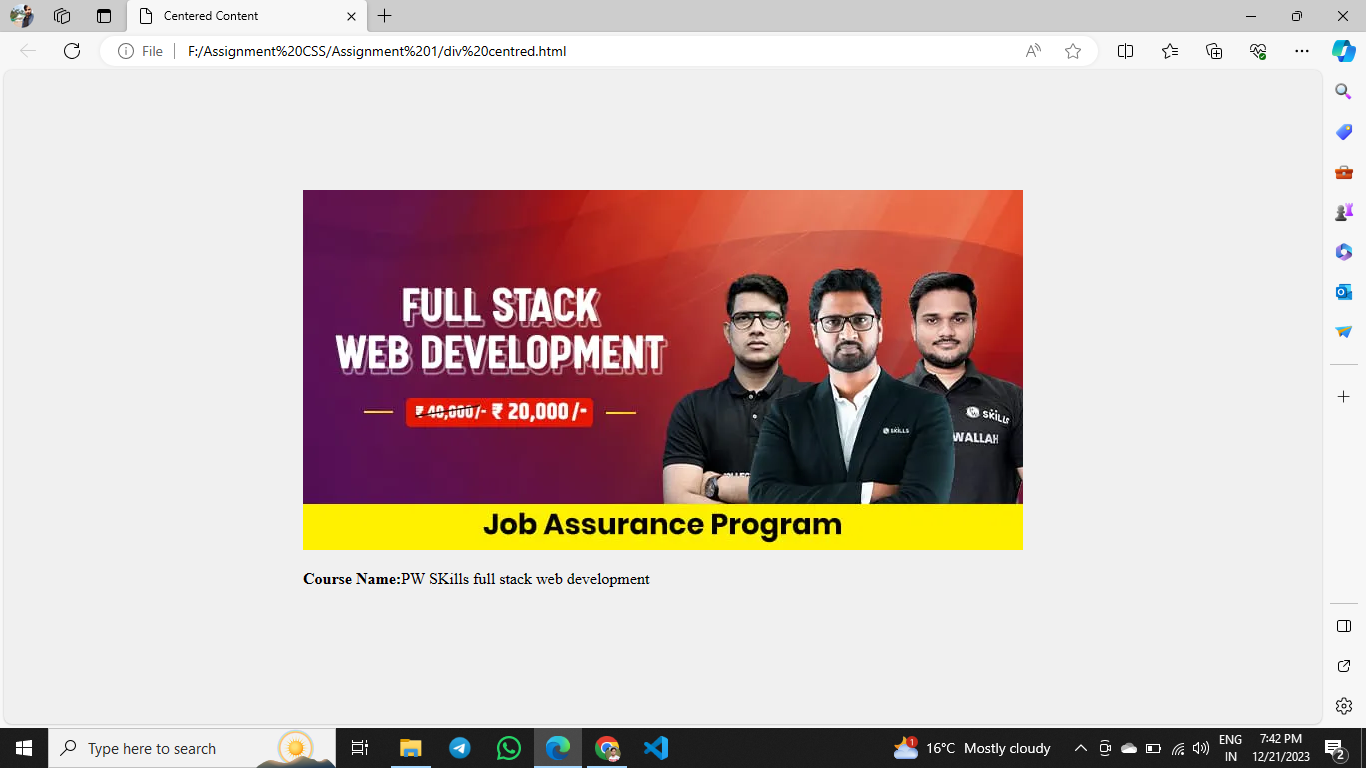 Centered Content
File
F:/Assignment%20CSS/Assignment%201/div%20centred.html
FULL STACK
WEB DEVELOPMENT
₹ 40,000/- ₹ 20,000/-
SKILLS
SKILLS
WALLAH
Job Assurance Program
Course Name:PW SKills full stack web development
Type here to search
1
16°C Mostly cloudy
ENG
IN
7:42 PM
12/21/2023
2